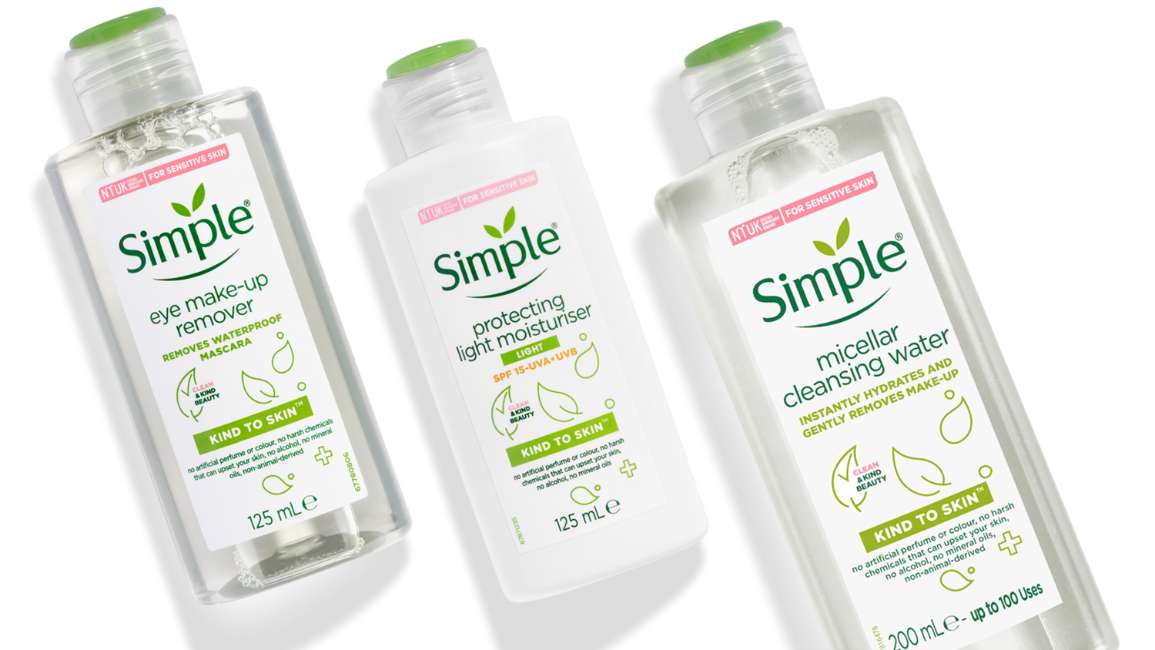 NTUK
FOR SENSITIVE SKIN
Simple®
eye make-up
remover
REMOVES WATERPROOF
MASCARA
CLEAN
& KIND
BEAUTY
KIND TO SKIN™
no artificial perfume or colour, no harsh chemicals
that can upset your skin, no alcohol, no mineral
oils, non-animal-derived
67780606
125 mL℮
NTUK
FOR SENSITIVE SKIN
Simple®
protecting
light moisturiser
LIGHT
SPF 15-UVA+UVB
CLEAN
& KIND
BEAUTY
KIND TO SKIN™
no artificial perfume or colour, no harsh
chemicals that can upset your skin,
no alcohol, no mineral oils
125 mL℮
NTUK
FOR SENSITIVE SKIN
Simple®
micellar
cleansing water
INSTANTLY HYDRATES AND
GENTLY REMOVES MAKE-UP
CLEAN
& KIND
BEAUTY
KIND TO SKIN™
no artificial perfume or colour, no harsh
chemicals that can upset your skin,
no alcohol, no mineral oils,
non-animal-derived
200 mL℮- up to 100 Uses